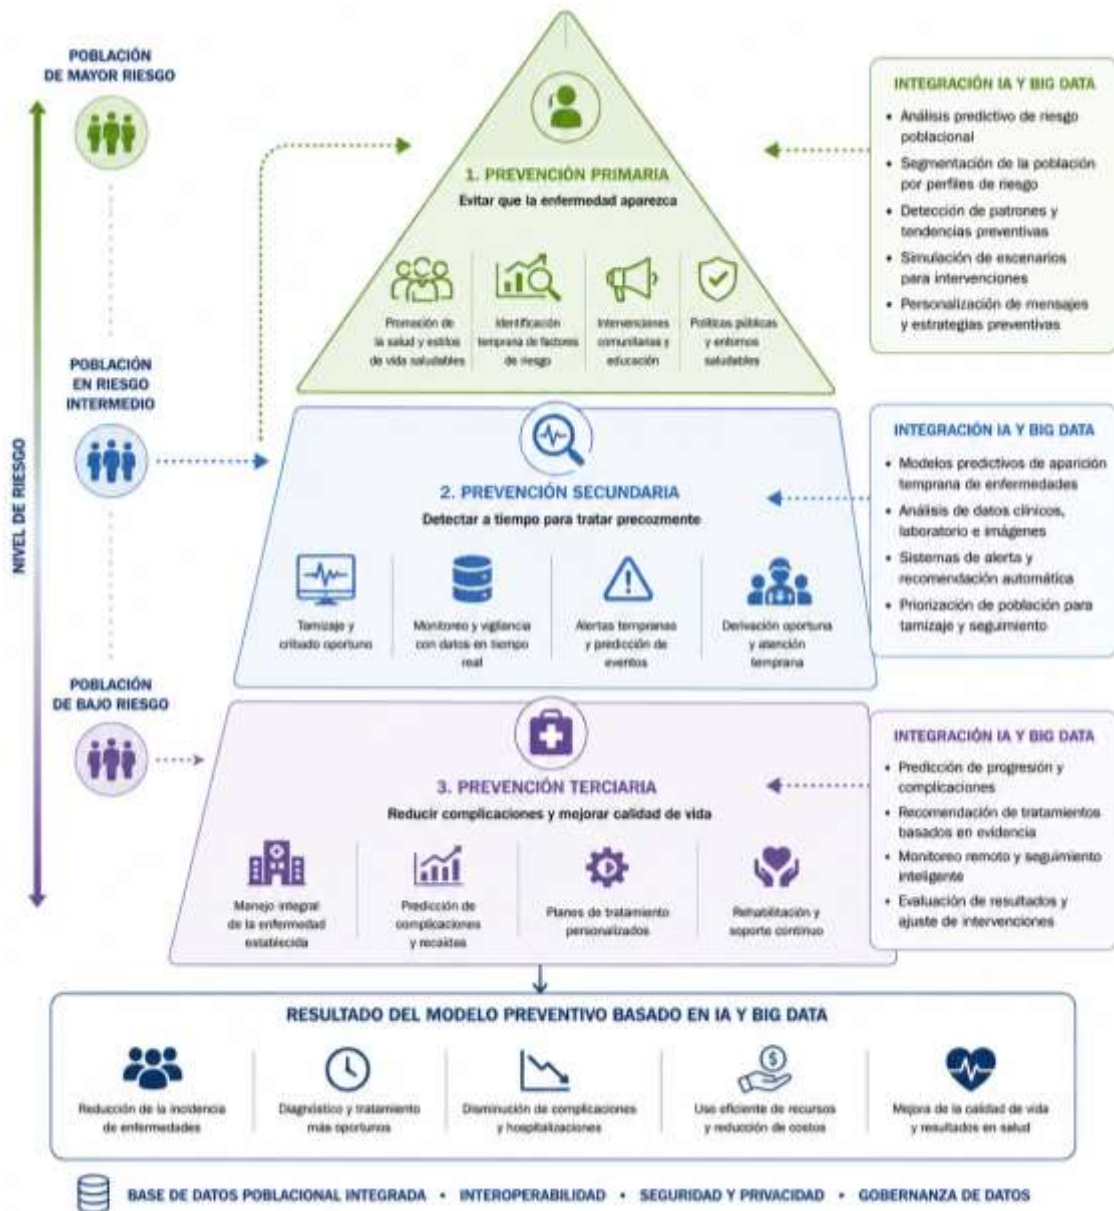 POBLACIÓN
DE MAYOR RIESGO
POBLACIÓN
EN RIESGO
INTERMEDIO
POBLACIÓN
DE BAJO RIESGO
NIVEL DE RIESGO
1. PREVENCIÓN PRIMARIA
Evitar que la enfermedad aparezca
Promoción de
la salud y estilos
de vida saludables
Identificación
temprana de factores
de riesgo
Intervenciones
comunitarias y
educación
Políticas públicas
y entornos
saludables
INTEGRACIÓN IA Y BIG DATA
• Análisis predictivo de riesgo
poblacional
• Segmentación de la población
por perfiles de riesgo
• Detección de patrones y
tendencias preventivas
• Simulación de escenarios
para intervenciones
• Personalización de mensajes
y estrategias preventivas
2. PREVENCIÓN SECUNDARIA
Detectar a tiempo para tratar precozmente
Tamizaje y
cribado oportuno
Monitoreo y vigilancia
con datos en tiempo
real
Alertas tempranas
y predicción de
eventos
Derivación oportuna
y atención
temprana
INTEGRACIÓN IA Y BIG DATA
• Modelos predictivos de aparición
temprana de enfermedades
• Análisis de datos clínicos,
laboratorio e imágenes
• Sistemas de alerta y
recomendación automática
• Priorización de población para
tamizaje y seguimiento
3. PREVENCIÓN TERCIARIA
Reducir complicaciones y mejorar calidad de vida
Manejo integral
de la enfermedad
establecida
Predicción de
complicaciones
y recaídas
Planes de tratamiento
personalizados
Rehabilitación y
soporte continuo
INTEGRACIÓN IA Y BIG DATA
• Predicción de progresión y
complicaciones
• Recomendación de tratamientos
basados en evidencia
• Monitoreo remoto y seguimiento
inteligente
• Evaluación de resultados y
ajuste de intervenciones
RESULTADO DEL MODELO PREVENTIVO BASADO EN IA Y BIG DATA
Reducción de la incidencia
de enfermedades
Diagnóstico y tratamiento
más oportunos
Disminución de complicaciones
y hospitalizaciones
Uso eficiente de recursos
y reducción de costos
Mejora de la calidad de vida
y resultados en salud
BASE DE DATOS POBLACIONAL INTEGRADA • INTEROPERABILIDAD • SEGURIDAD Y PRIVACIDAD • GOBERNANZA DE DATOS